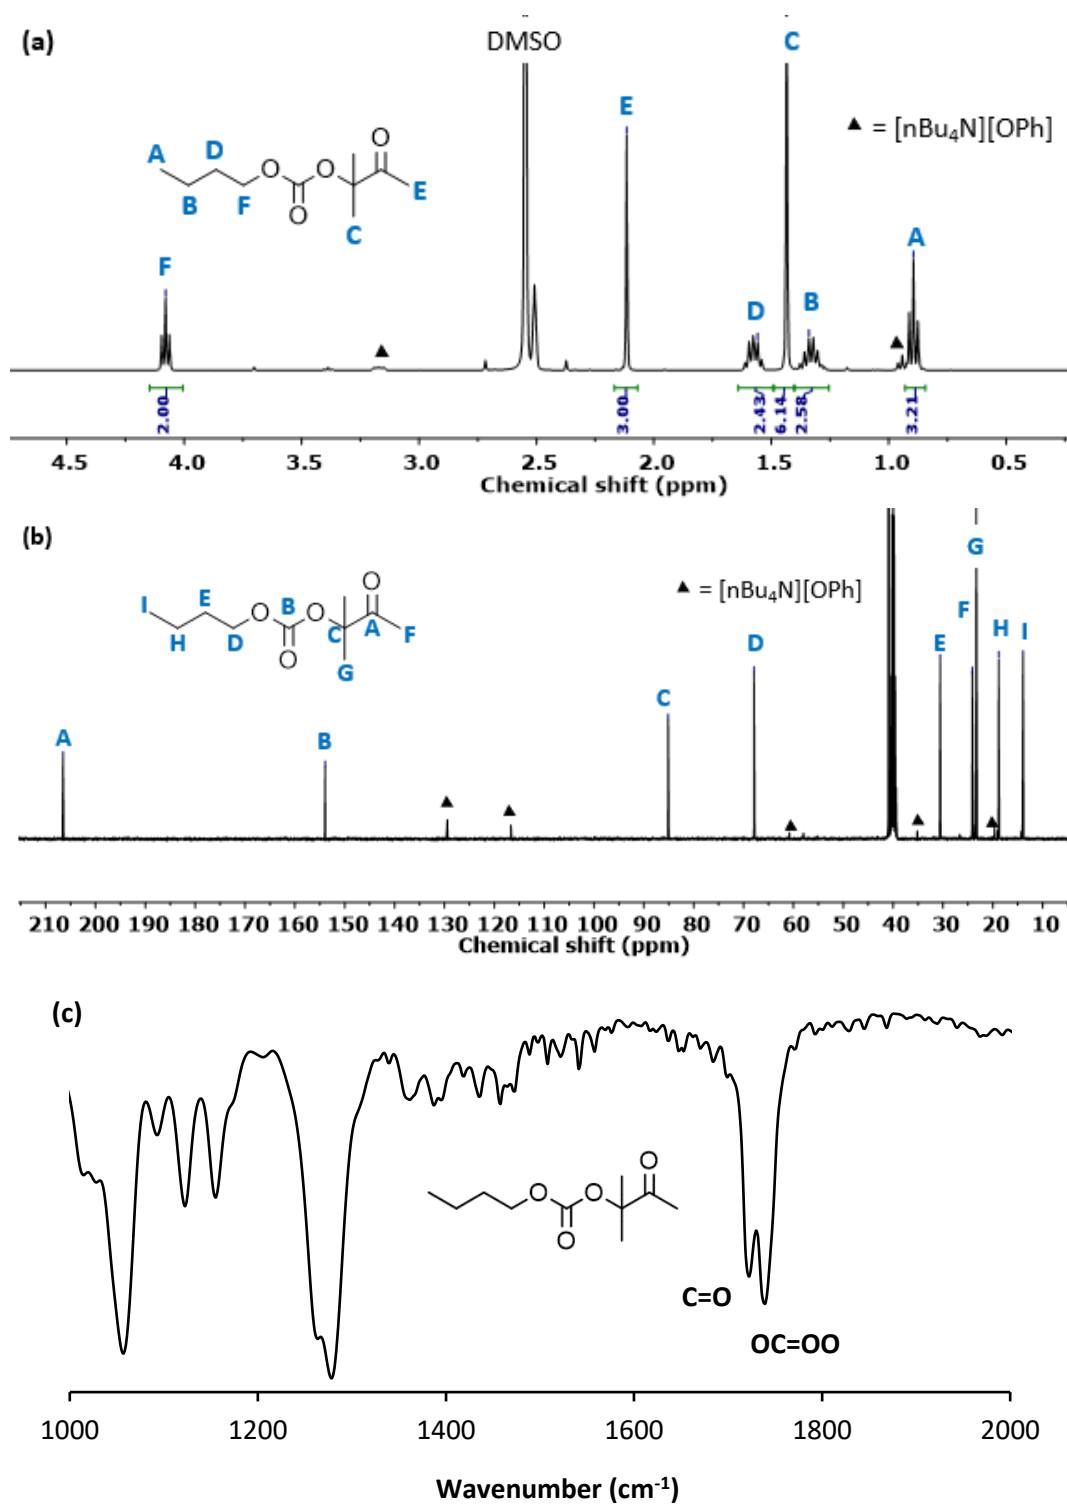 (a)
DMSO
C
E
▲ = [nBu₄N][OPh]
A D O
O O
B F O E
C
F
A
D B
2.00 3.00 2.43 6.14 2.58 3.21
4.5 4.0 3.5 3.0 2.5 2.0 1.5 1.0 0.5
Chemical shift (ppm)
(b)
G
▲ = [nBu₄N][OPh]
I E O B O O
H D O C A F
G
F
H I
D E
C
A B
210 200 190 180 170 160 150 140 130 120 110 100 90 80 70 60 50 40 30 20 10
Chemical shift (ppm)
(c)
O
O O
O
C=O
OC=OO
1000 1200 1400 1600 1800 2000
Wavenumber (cm⁻¹)